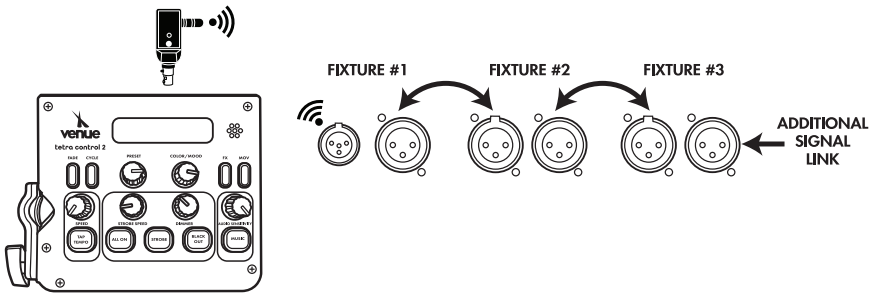 FIXTURE #1
FIXTURE #2
FIXTURE #3
ADDITIONAL
SIGNAL
LINK
venue
tetro control 2
FADE
CYCLE
PRESET
COLOR/MOOD
FX
MOV
SPEED
STROBE SPEED
DIMMER
AUDIO SENSITIVITY
TAP
TEMPO
ALL ON
STROBE
BLACK
OUT
MUSIC